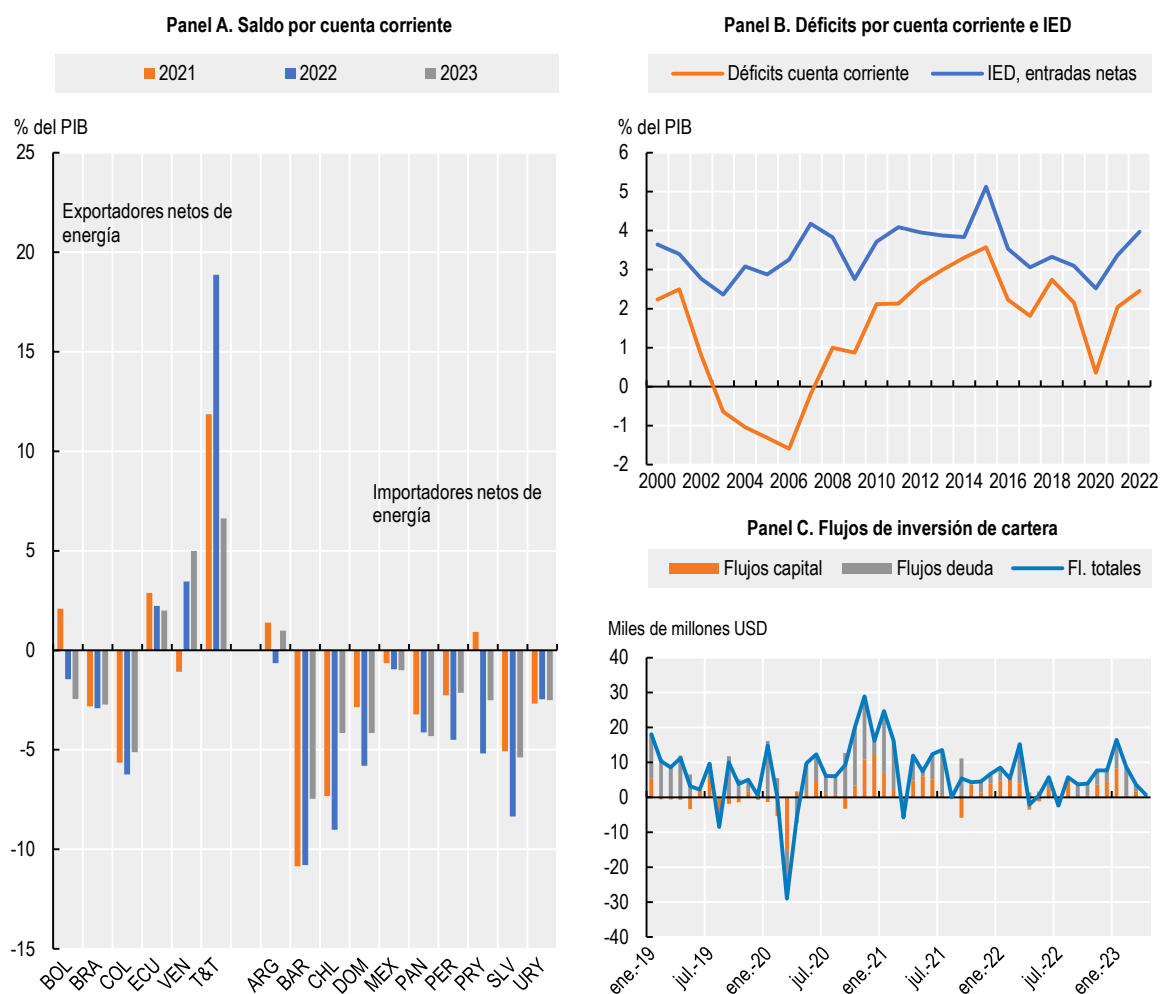 Panel A. Saldo por cuenta corriente
2021 2022 2023
% del PIB
25
20
15
10
5
0
-5
-10
-15
Exportadores netos de
energía
Importadores netos de
energía
BOL BRA COL ECU VEN T&T ARG BAR CHL DOM MEX PAN PER PRY SLV URY
Panel B. Déficits por cuenta corriente e IED
Déficits cuenta corriente IED, entradas netas
% del PIB
6
5
4
3
2
1
0
-1
-2
2000 2002 2004 2006 2008 2010 2012 2014 2016 2018 2020 2022
Panel C. Flujos de inversión de cartera
Flujos capital Flujos deuda Fl. totales
Miles de millones USD
40
30
20
10
0
-10
-20
-30
-40
ene.-19 jul.-19 ene.-20 jul.-20 ene.-21 jul.-21 ene.-22 jul.-22 ene.-23